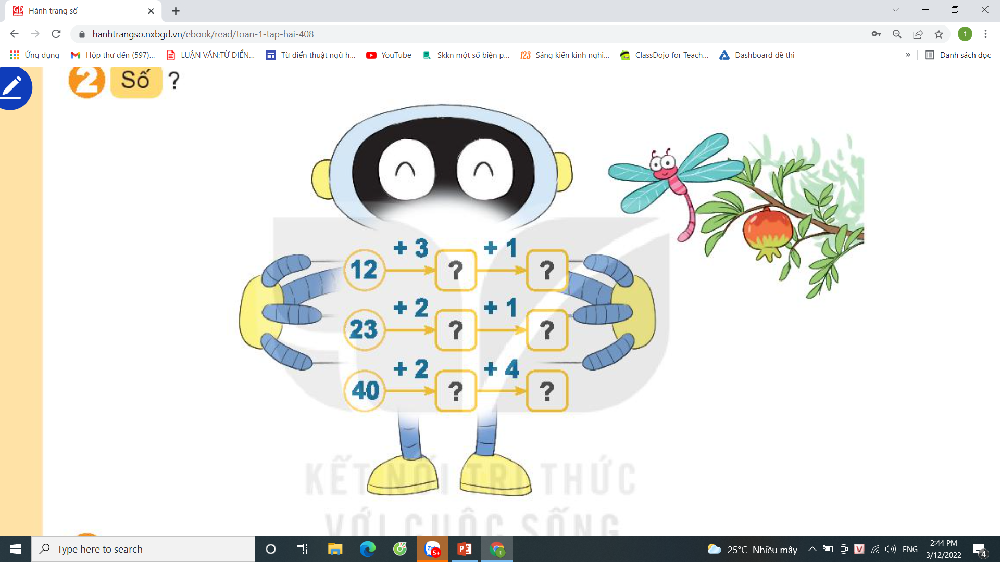 Hành trang số
hanhtrangso.nxbgd.vn/ebook/read/toan-1-tap-hai-408
t
Ứng dụng
Hộp thư đến (597)...
LUẬN VĂN:TỪ ĐIỂN...
Từ điển thuật ngữ h...
YouTube
Skkn một số biện p...
123 Sáng kiến kinh nghi...
ClassDojo for Teach...
Dashboard đề thi
»
Danh sách đọc
2 Số ?
12 + 3 ? + 1 ?
23 + 2 ? + 1 ?
40 + 2 ? + 4 ?
KẾT NỐI TRI THỨC
VỚI CUỘC SỐNG
Type here to search
5+
25°C Nhiều mây
ENG
2:44 PM
3/12/2022
4